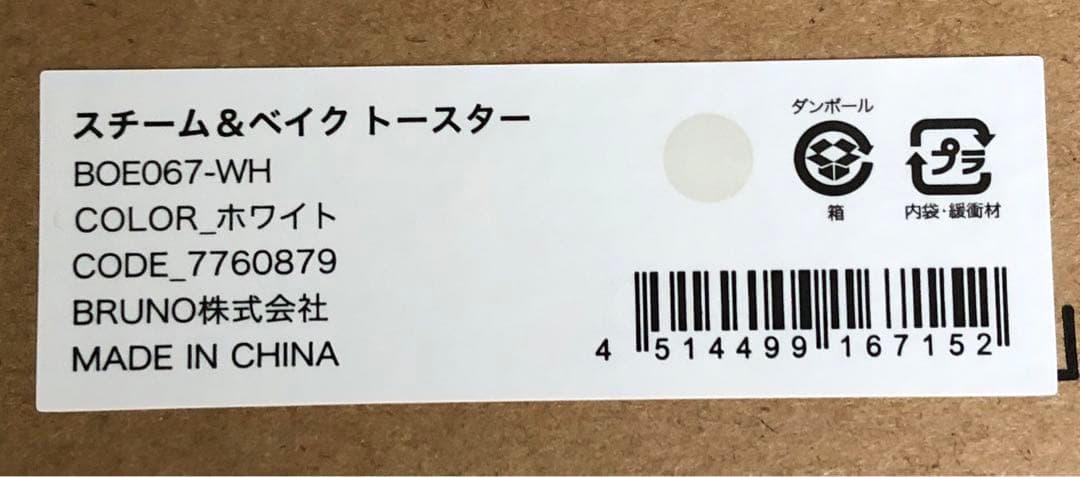 スチーム＆ベイク トースター
BOE067-WH
COLOR_ホワイト
CODE_7760879
BRUNO株式会社
MADE IN CHINA
ダンボール
箱
プラ
内袋・緩衝材
4 514499 167152